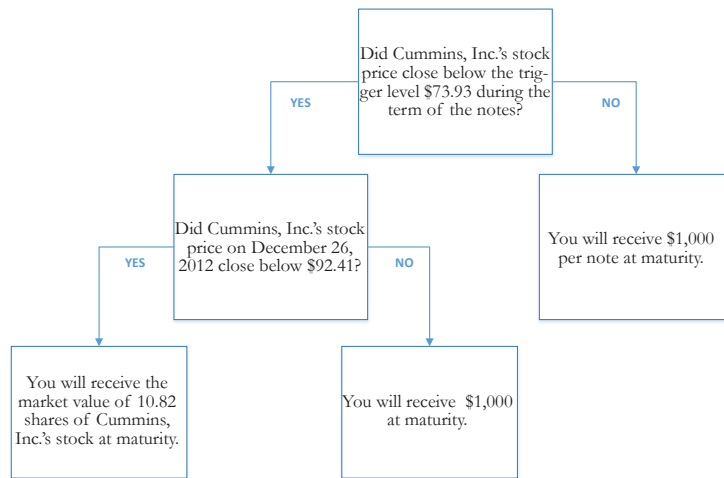 Did Cummins, Inc.'s stock
price close below the trig-
ger level $73.93 during the
term of the notes?
YES
NO
Did Cummins, Inc.'s stock
price on December 26,
2012 close below $92.41?
You will receive $1,000
per note at maturity.
YES
NO
You will receive the
market value of 10.82
shares of Cummins,
Inc.'s stock at maturity.
You will receive $1,000
at maturity.